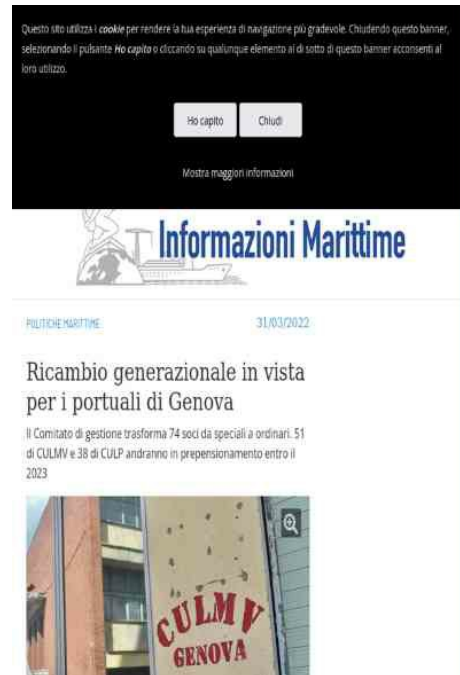 Questo sito utilizza i cookie per rendere la tua esperienza di navigazione più gradevole. Chiudendo questo banner,
selezionando il pulsante Ho capito o cliccando su qualunque elemento al di sotto di questo banner acconsenti al
loro utilizzo.
Ho capito
Chiudi
Mostra maggiori informazioni
Informazioni Marittime
POLITICHE MARITTIME
31/03/2022
Ricambio generazionale in vista
per i portuali di Genova
Il Comitato di gestione trasforma 74 soci da speciali a ordinari. 51
di CULMV e 38 di CULP andranno in prepensionamento entro il
2023
CULMV
GENOVA